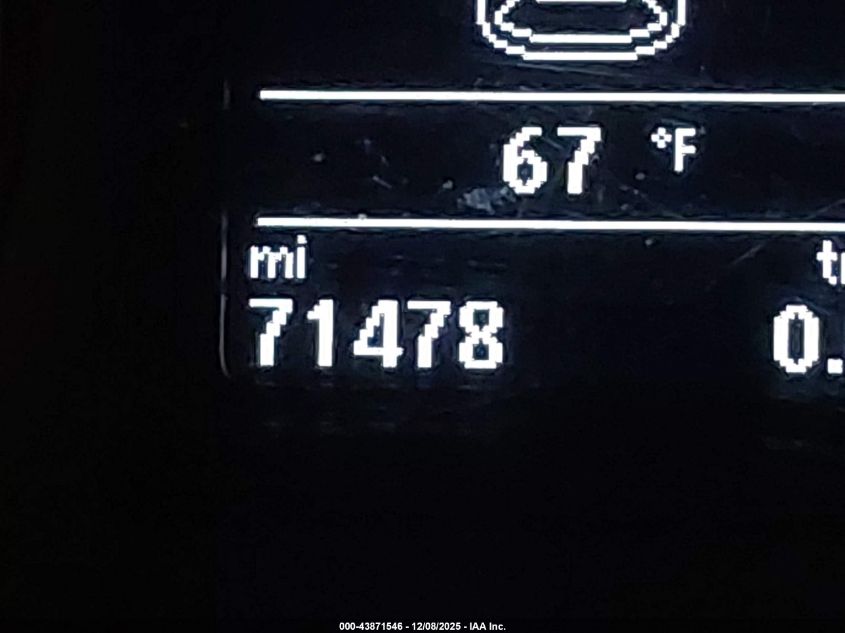 67 °F
mi
71478 0.
000-43871546 - 12/08/2025 - IAA Inc.